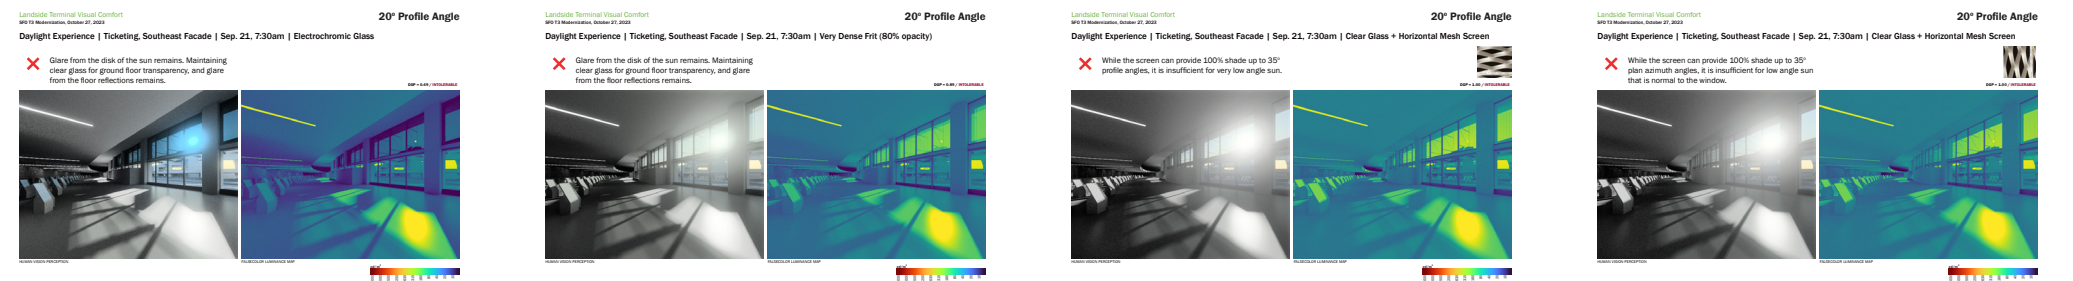 Landside Terminal Visual Comfort
SFO T3 Modernization, October 27, 2023
20° Profile Angle
Daylight Experience | Ticketing, Southeast Facade | Sep. 21, 7:30am | Electrochromic Glass
Glare from the disk of the sun remains. Maintaining
clear glass for ground floor transparency, and glare
from the floor reflections remains.
HUMAN VISION PERCEPTION
FALSECOLOR LUMINANCE MAP
Landside Terminal Visual Comfort
SFO T3 Modernization, October 27, 2023
20° Profile Angle
Daylight Experience | Ticketing, Southeast Facade | Sep. 21, 7:30am | Very Dense Frit (80% opacity)
Glare from the disk of the sun remains. Maintaining
clear glass for ground floor transparency, and glare
from the floor reflections remains.
HUMAN VISION PERCEPTION
FALSECOLOR LUMINANCE MAP
Landside Terminal Visual Comfort
SFO T3 Modernization, October 27, 2023
20° Profile Angle
Daylight Experience | Ticketing, Southeast Facade | Sep. 21, 7:30am | Clear Glass + Horizontal Mesh Screen
While the screen can provide 100% shade up to 35°
profile angles, it is insufficient for very low angle sun.
DGP = 1.00 / INTOLERABLE
HUMAN VISION PERCEPTION
FALSECOLOR LUMINANCE MAP
Landside Terminal Visual Comfort
SFO T3 Modernization, October 27, 2023
20° Profile Angle
Daylight Experience | Ticketing, Southeast Facade | Sep. 21, 7:30am | Clear Glass + Horizontal Mesh Screen
While the screen can provide 100% shade up to 35°
plan azimuth angles, it is insufficient for low angle sun
that is normal to the window.
DGP = 1.00 / INTOLERABLE
HUMAN VISION PERCEPTION
FALSECOLOR LUMINANCE MAP